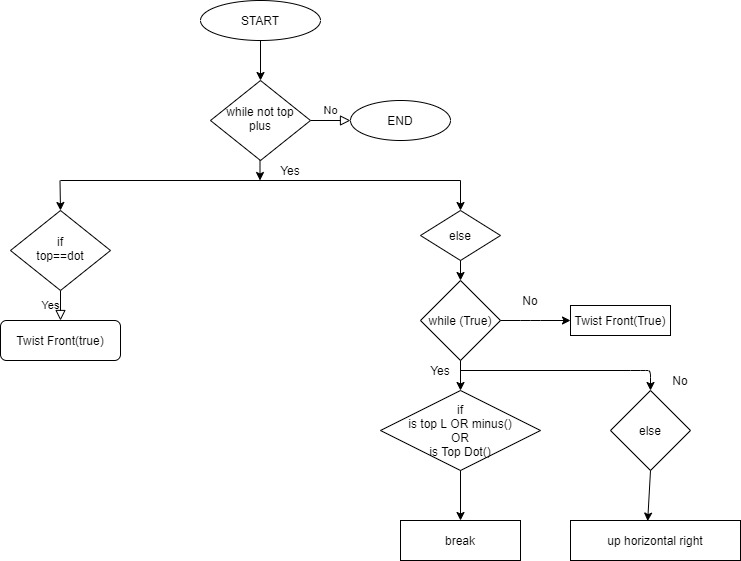 START
while not top
plus
No
END
Yes
if
top==dot
else
Yes
Twist Front(true)
while (True)
No
Twist Front(True)
Yes
No
if
is top L OR minus()
OR
is Top Dot()
else
break
up horizontal right